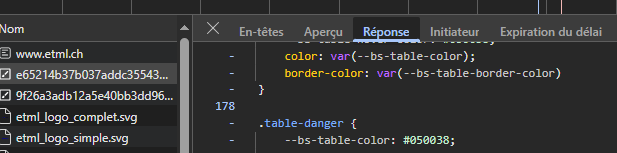 En-têtes Aperçu Réponse Initiateur Expiration du délai
Nom
www.etml.ch
e65214b37b037addc35543...
9f26a3adb12a5e40bb3dd96...
etml_logo_complet.svg
etml_logo_simple.svg
- color: var(--bs-table-color);
- border-color: var(--bs-table-border-color)
- }
178
- .table-danger {
- --bs-table-color: #050038;